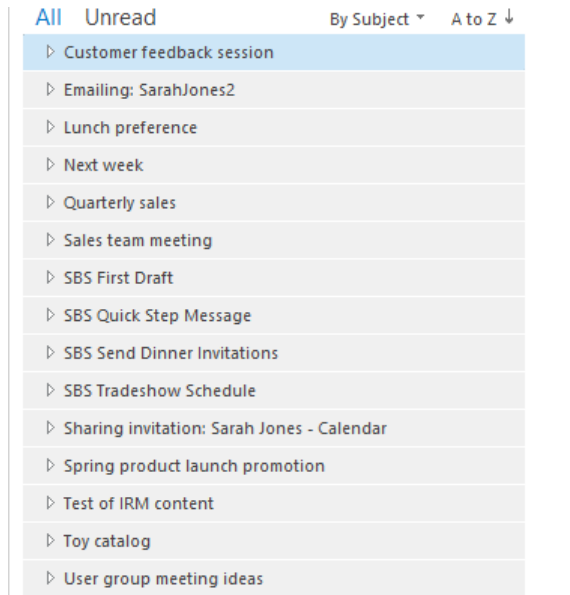 All Unread By Subject A to Z
Customer feedback session
Emailing: SarahJones2
Lunch preference
Next week
Quarterly sales
Sales team meeting
SBS First Draft
SBS Quick Step Message
SBS Send Dinner Invitations
SBS Tradeshow Schedule
Sharing invitation: Sarah Jones - Calendar
Spring product launch promotion
Test of IRM content
Toy catalog
User group meeting ideas